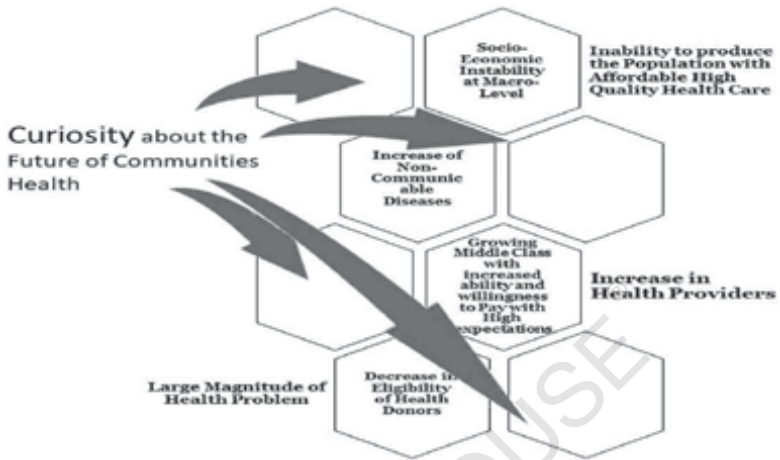 Socio-
Economic
Instability
at Macro-
Level
Inability to produce
the Population with
Affordable High
Quality Health Care
Curiosity about the
Future of Communities
Health
Increase of
Non-
Communic
able
Diseases
Growing
Middle Class
with
increased
ability and
willingness
to Pay with
High
expectations
Increase in
Health Providers
Large Magnitude of
Health Problem
Decrease in
Eligibility
of Health
Donors